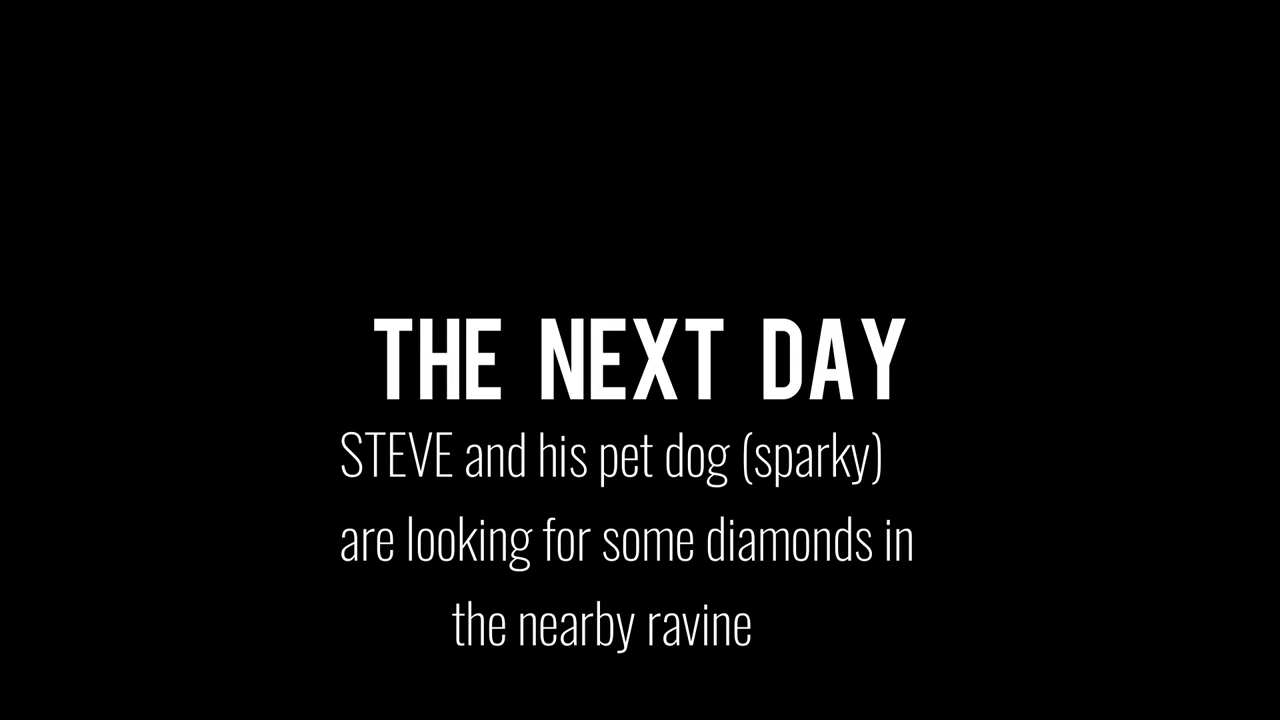 THE NEXT DAY
STEVE and his pet dog (sparky)
are looking for some diamonds in
the nearby ravine